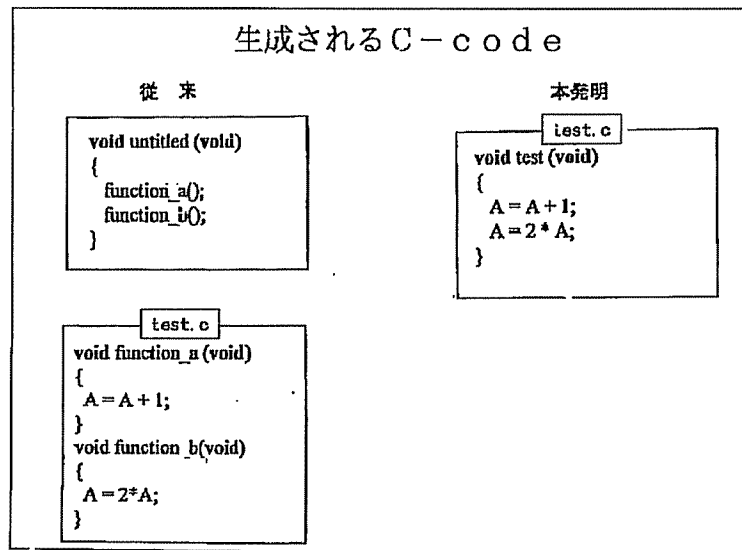 生成されるC－code
従　来
void untitled (void)
{
function_a();
function_b();
}
test. c
void function_a (void)
{
A = A + 1;
}
void function_b(void)
{
A = 2*A;
}
本発明
test. c
void test (void)
{
A = A + 1;
A = 2 * A;
}